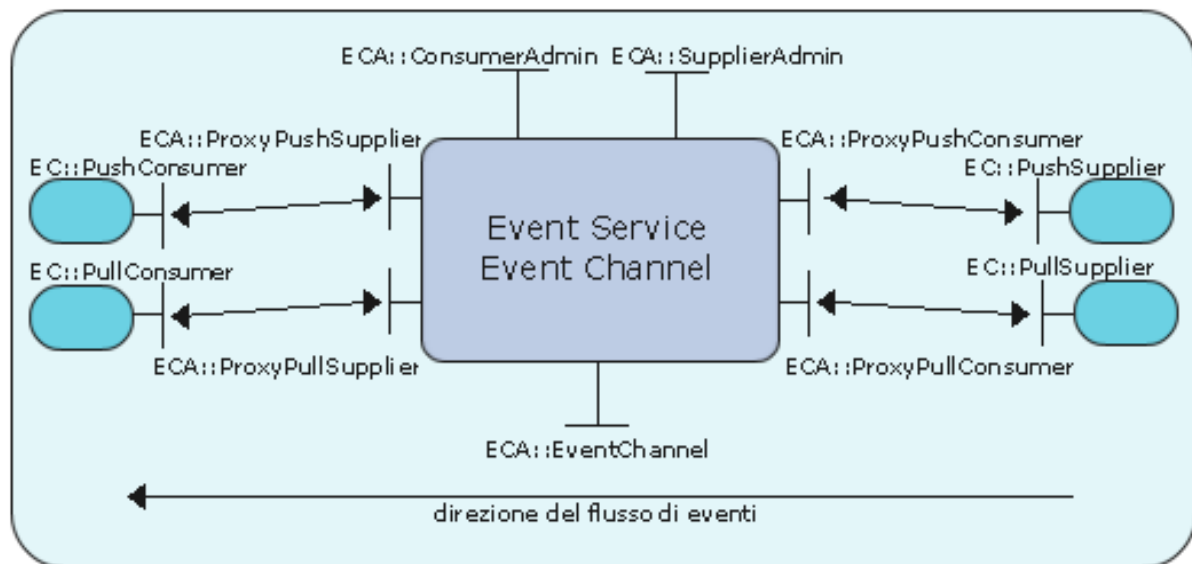 ECA::ConsumerAdmin ECA::SupplierAdmin
ECA::ProxyPushSupplier
ECA::ProxyPushConsumer
EC::PushConsumer
EC::PushSupplier
Event Service
Event Channel
EC::PullConsumer
EC::PullSupplier
ECA::ProxyPullSupplier
ECA::ProxyPullConsumer
ECA::EventChannel
direzione del flusso di eventi